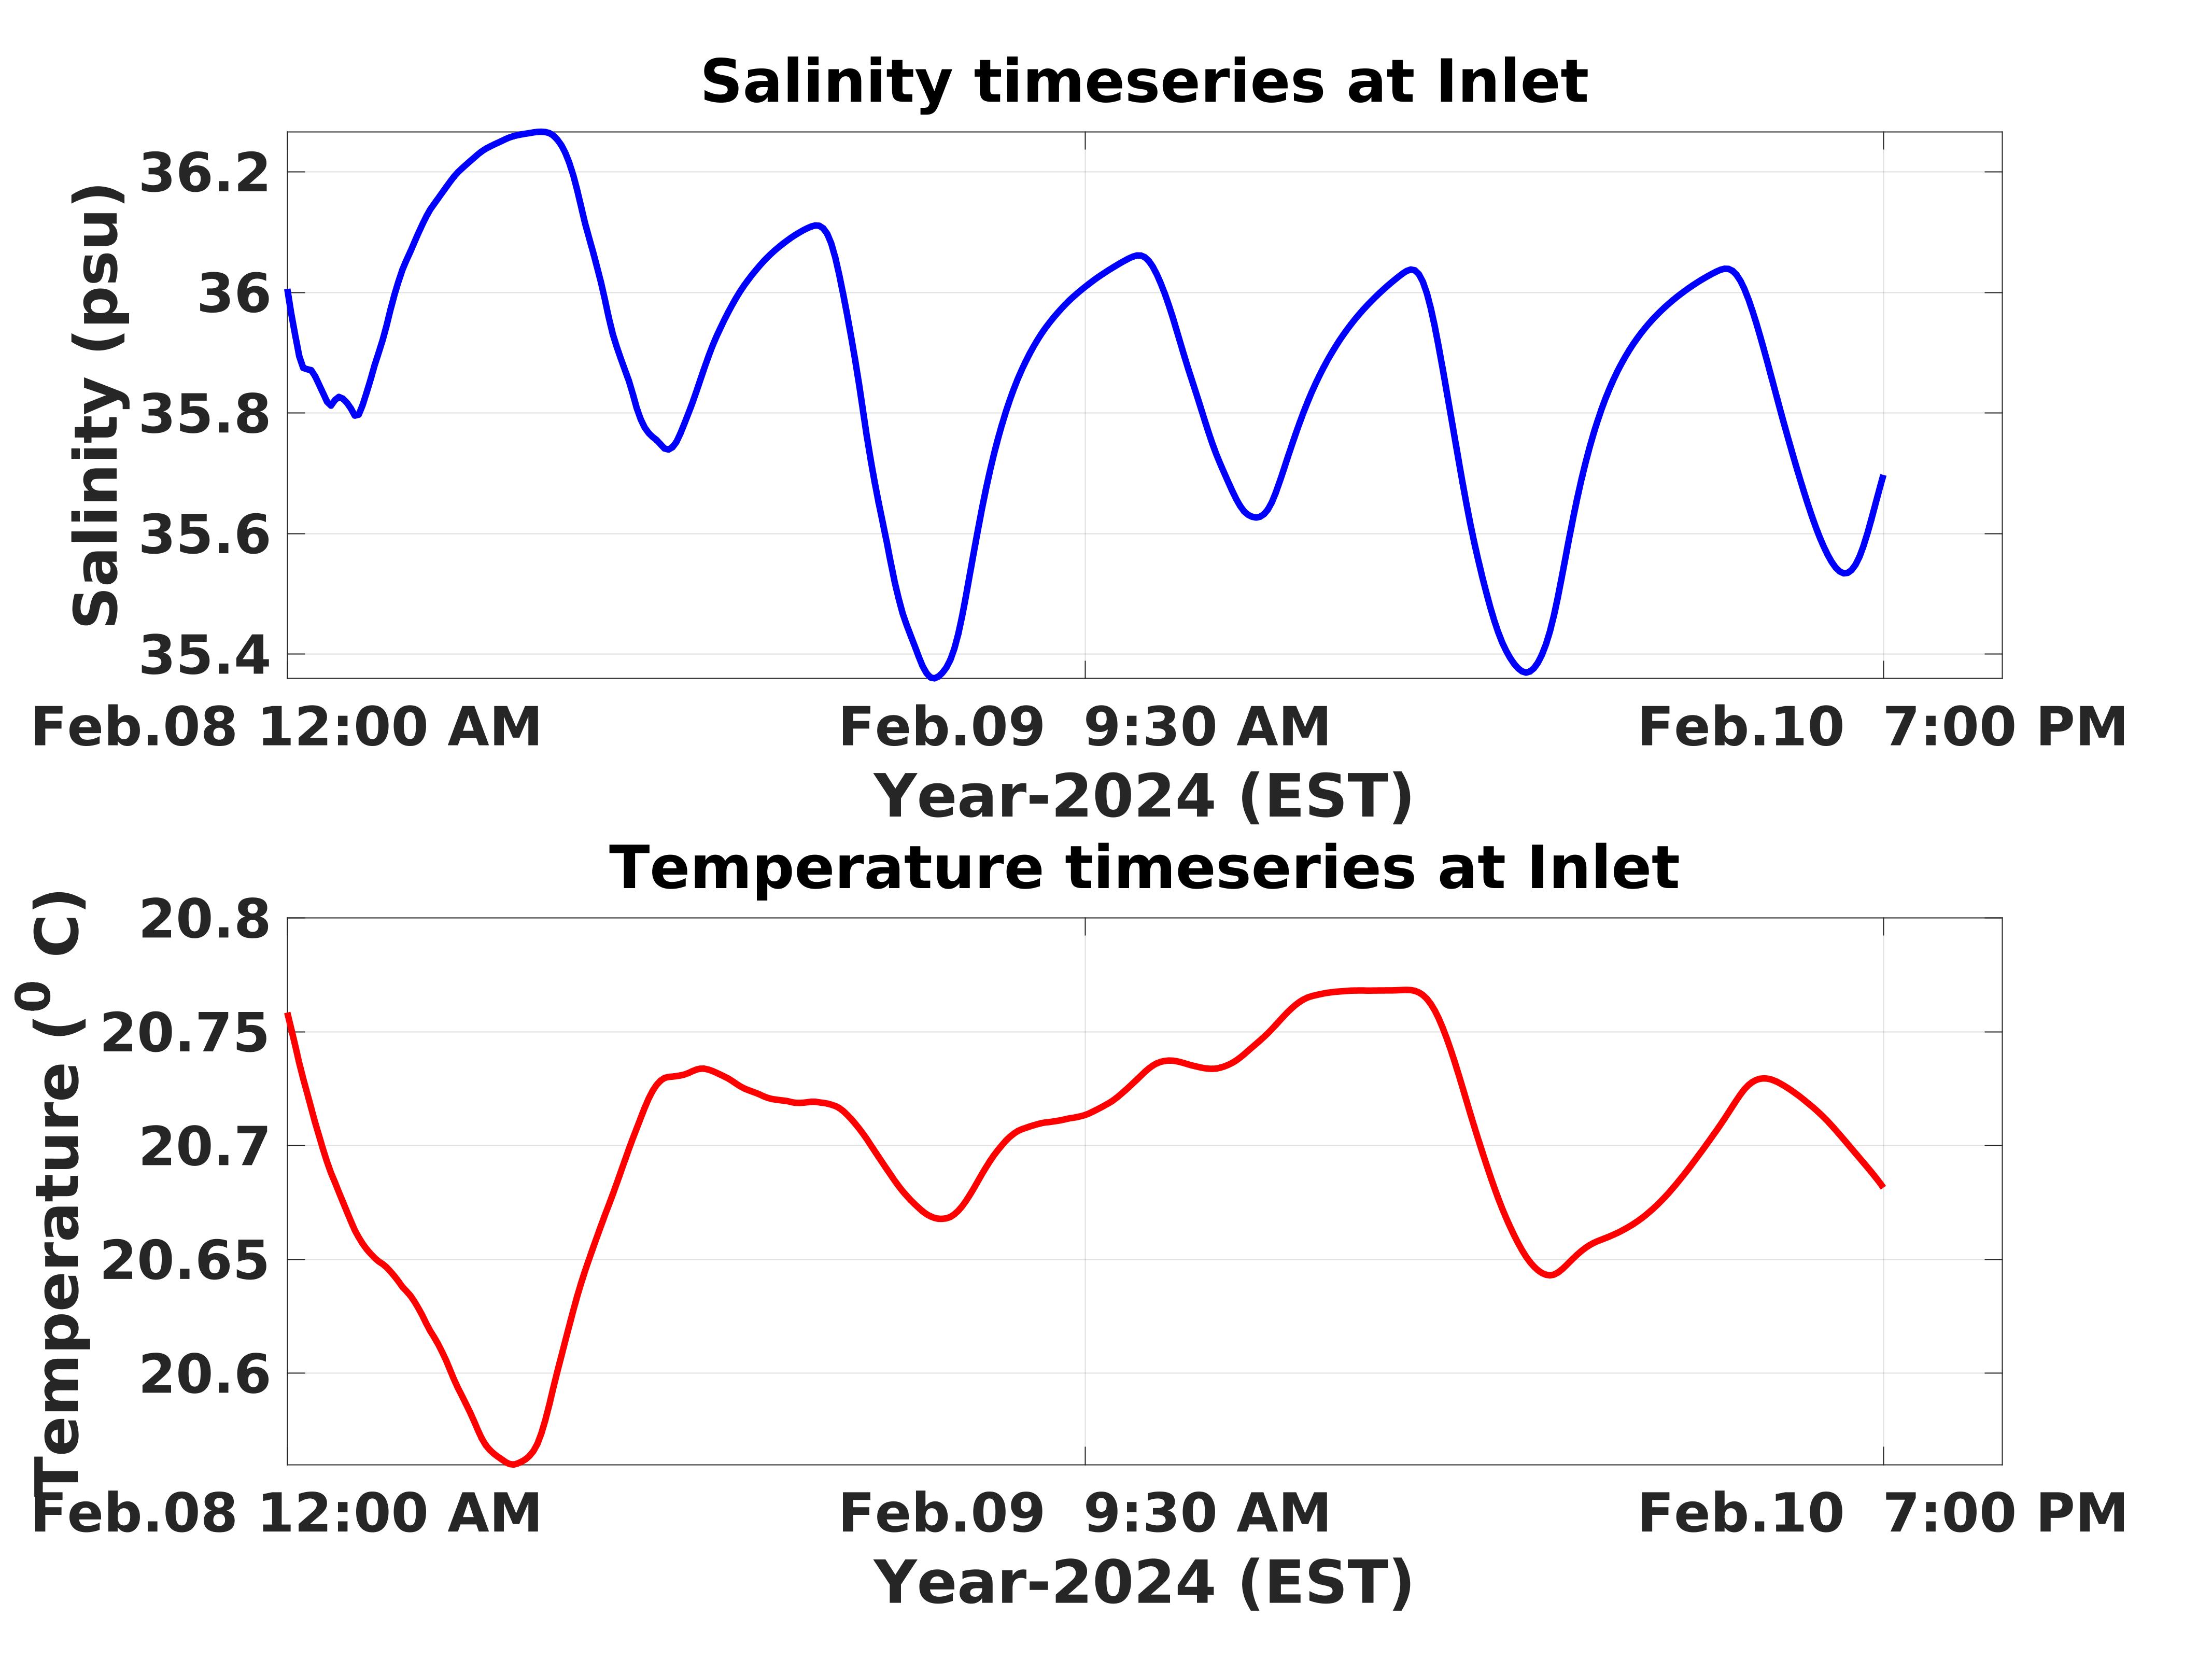 Salinity timeseries at Inlet
Salinity (psu)
36.2
36
35.8
35.6
35.4
Feb.08 12:00 AM Feb.09  9:30 AM Feb.10  7:00 PM
Year-2024 (EST)
Temperature timeseries at Inlet
Temperature (⁰ C)
20.8
20.75
20.7
20.65
20.6
Feb.08 12:00 AM Feb.09  9:30 AM Feb.10  7:00 PM
Year-2024 (EST)